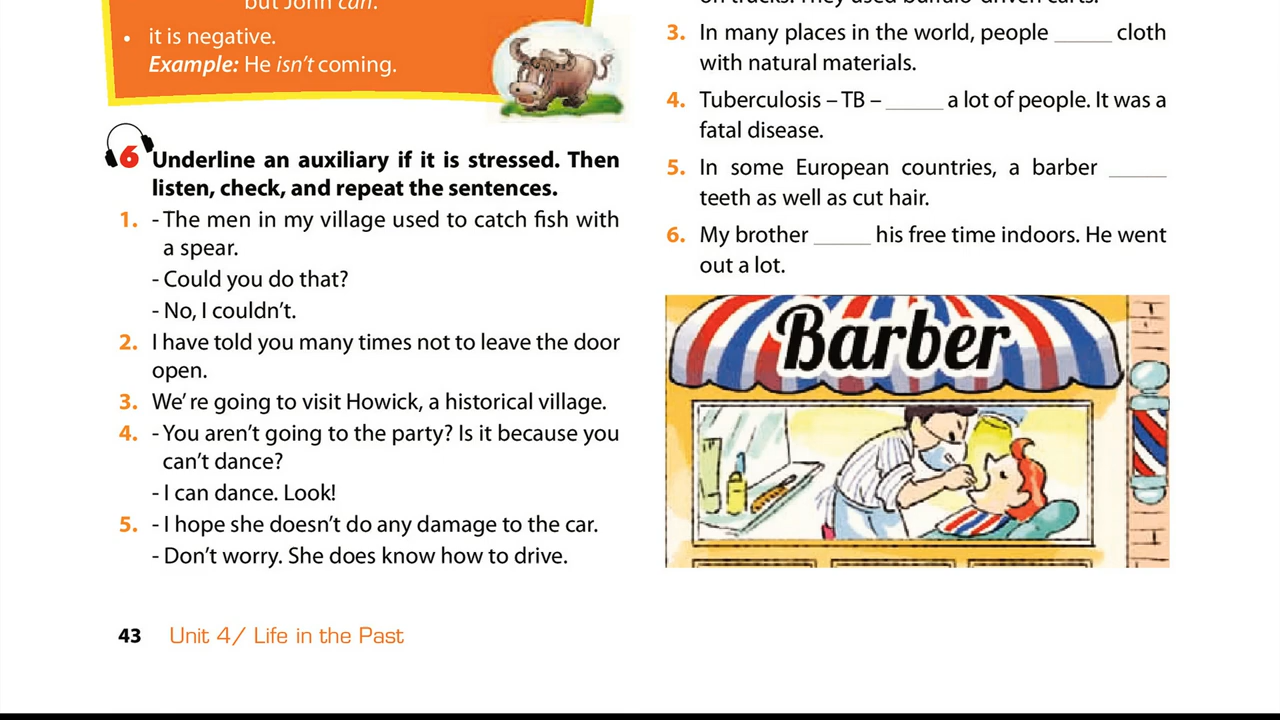 but John can.
• it is negative.
Example: He isn't coming.
6 Underline an auxiliary if it is stressed. Then
listen, check, and repeat the sentences.
1. - The men in my village used to catch fish with
a spear.
- Could you do that?
- No, I couldn't.
2. I have told you many times not to leave the door
open.
3. We' re going to visit Howick, a historical village.
4. - You aren't going to the party? Is it because you
can't dance?
- I can dance. Look!
5. - I hope she doesn't do any damage to the car.
- Don't worry. She does know how to drive.
on trucks. They used buffalo-driven carts.
3. In many places in the world, people _____ cloth
with natural materials.
4. Tuberculosis – TB – _____ a lot of people. It was a
fatal disease.
5. In some European countries, a barber _____
teeth as well as cut hair.
6. My brother _____ his free time indoors. He went
out a lot.
Barber
43 Unit 4/ Life in the Past